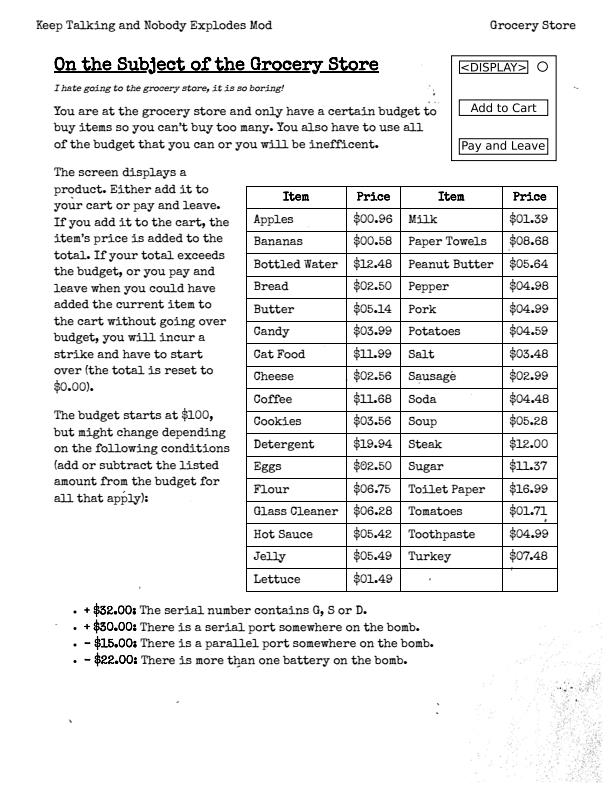 Keep Talking and Nobody Explodes Mod Grocery Store
On the Subject of the Grocery Store
I hate going to the grocery store, it is so boring!
<DISPLAY>
Add to Cart
Pay and Leave
You are at the grocery store and only have a certain budget to
buy items so you can't buy too many. You also have to use all
of the budget that you can or you will be inefficent.
The screen displays a
product. Either add it to
your cart or pay and leave.
If you add it to the cart, the
item's price is added to the
total. If your total exceeds
the budget, or you pay and
leave when you could have
added the current item to
the cart without going over
budget, you will incur a
strike and have to start
over (the total is reset to
$0.00).
The budget starts at $100,
but might change depending
on the following conditions
(add or subtract the listed
amount from the budget for
all that apply):
Item Price Item Price
Apples $00.96 Milk $01.39
Bananas $00.58 Paper Towels $08.68
Bottled Water $12.48 Peanut Butter $05.64
Bread $02.50 Pepper $04.98
Butter $05.14 Pork $04.99
Candy $03.99 Potatoes $04.59
Cat Food $11.99 Salt $03.48
Cheese $02.56 Sausage $02.99
Coffee $11.68 Soda $04.48
Cookies $03.56 Soup $05.28
Detergent $19.94 Steak $12.00
Eggs $02.50 Sugar $11.37
Flour $06.75 Toilet Paper $16.99
Glass Cleaner $06.28 Tomatoes $01.71
Hot Sauce $05.42 Toothpaste $04.99
Jelly $05.49 Turkey $07.48
Lettuce $01.49
• + $32.00: The serial number contains G, S or D.
• + $30.00: There is a serial port somewhere on the bomb.
• – $15.00: There is a parallel port somewhere on the bomb.
• – $22.00: There is more than one battery on the bomb.